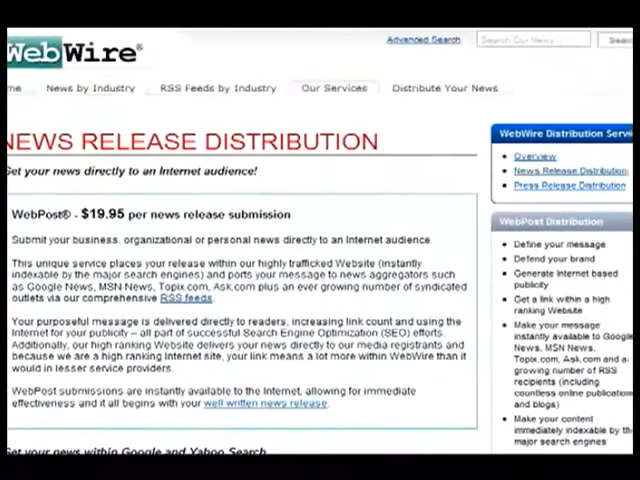 WebWire®
Advanced Search
Search Our News
News by Industry
RSS Feeds by Industry
Our Services
Distribute Your News
NEWS RELEASE DISTRIBUTION
Get your news directly to an Internet audience!
WebPost® - $19.95 per news release submission
Submit your business, organizational or personal news directly to an Internet audience.
This unique service places your release within our highly trafficked Website (instantly
indexable by the major search engines) and ports your message to news aggregators such
as Google News, MSN News, Topix.com, Ask.com plus an ever growing number of syndicated
outlets via our comprehensive RSS feeds.
Your purposeful message is delivered directly to readers, increasing link count and using the
Internet for your publicity – all part of successful Search Engine Optimization (SEO) efforts.
Additionally, our high ranking Website delivers your news directly to our media registrants and
because we are a high ranking Internet site, your link means a lot more within WebWire than it
would in lesser service providers.
WebPost submissions are instantly available to the Internet, allowing for immediate
effectiveness and it all begins with your well written news release.
Get your news within Google and Yahoo Search
WebWire Distribution Servi
Overview
News Release Distribution
Press Release Distribution
WebPost Distribution
Define your message
Defend your brand
Generate Internet based
publicity
Get a link within a high
ranking Website
Make your message
instantly available to Google
News, MSN News,
Topix.com, Ask.com and a
growing number of RSS
recipients (including
countless online publication
and blogs)
Make your content
immediately indexable by the
major search engines